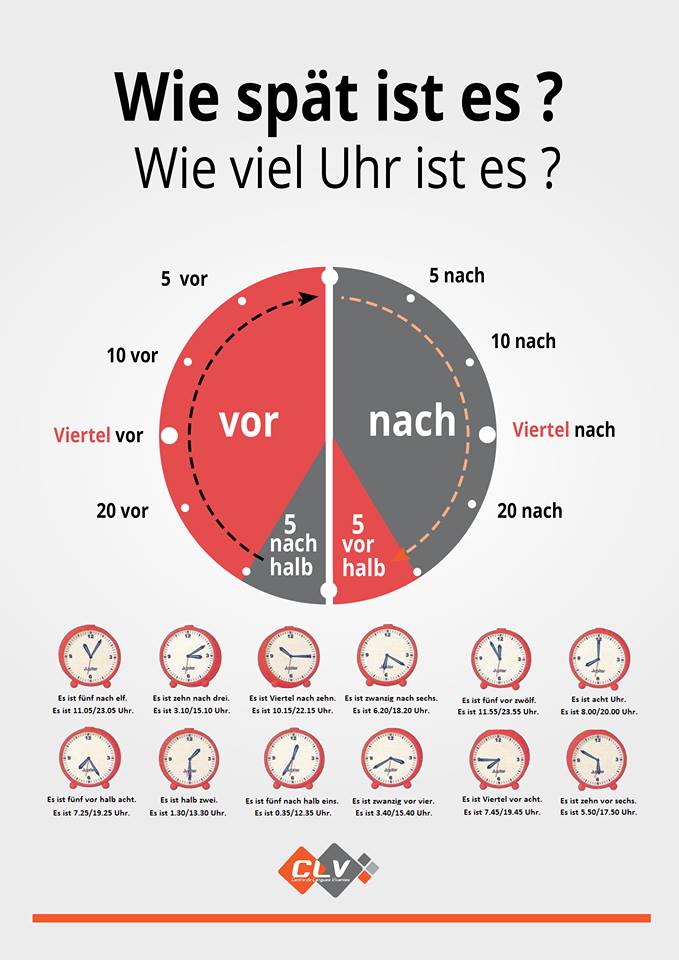 Wie spät ist es ?
Wie viel Uhr ist es ?
5 vor
5 nach
10 vor
10 nach
vor
nach
Viertel vor
Viertel nach
20 vor
20 nach
5
nach
halb
5
vor
halb
Es ist fünf nach elf.
Es ist 11.05/23.05 Uhr.
Es ist zehn nach drei.
Es ist 3.10/15.10 Uhr.
Es ist Viertel nach zehn.
Es ist 10.15/22.15 Uhr.
Es ist zwanzig nach sechs.
Es ist 6.20/18.20 Uhr.
Es ist fünf vor zwölf.
Es ist 11.55/23.55 Uhr.
Es ist acht Uhr.
Es ist 8.00/20.00 Uhr.
Es ist fünf vor halb acht.
Es ist 7.25/19.25 Uhr.
Es ist halb zwei.
Es ist 1.30/13.30 Uhr.
Es ist fünf nach halb eins.
Es ist 0.35/12.35 Uhr.
Es ist zwanzig vor vier.
Es ist 3.40/15.40 Uhr.
Es ist Viertel vor acht.
Es ist 7.45/19.45 Uhr.
Es ist zehn vor sechs.
Es ist 5.50/17.50 Uhr.
CLV
Centre de Langues Vivantes